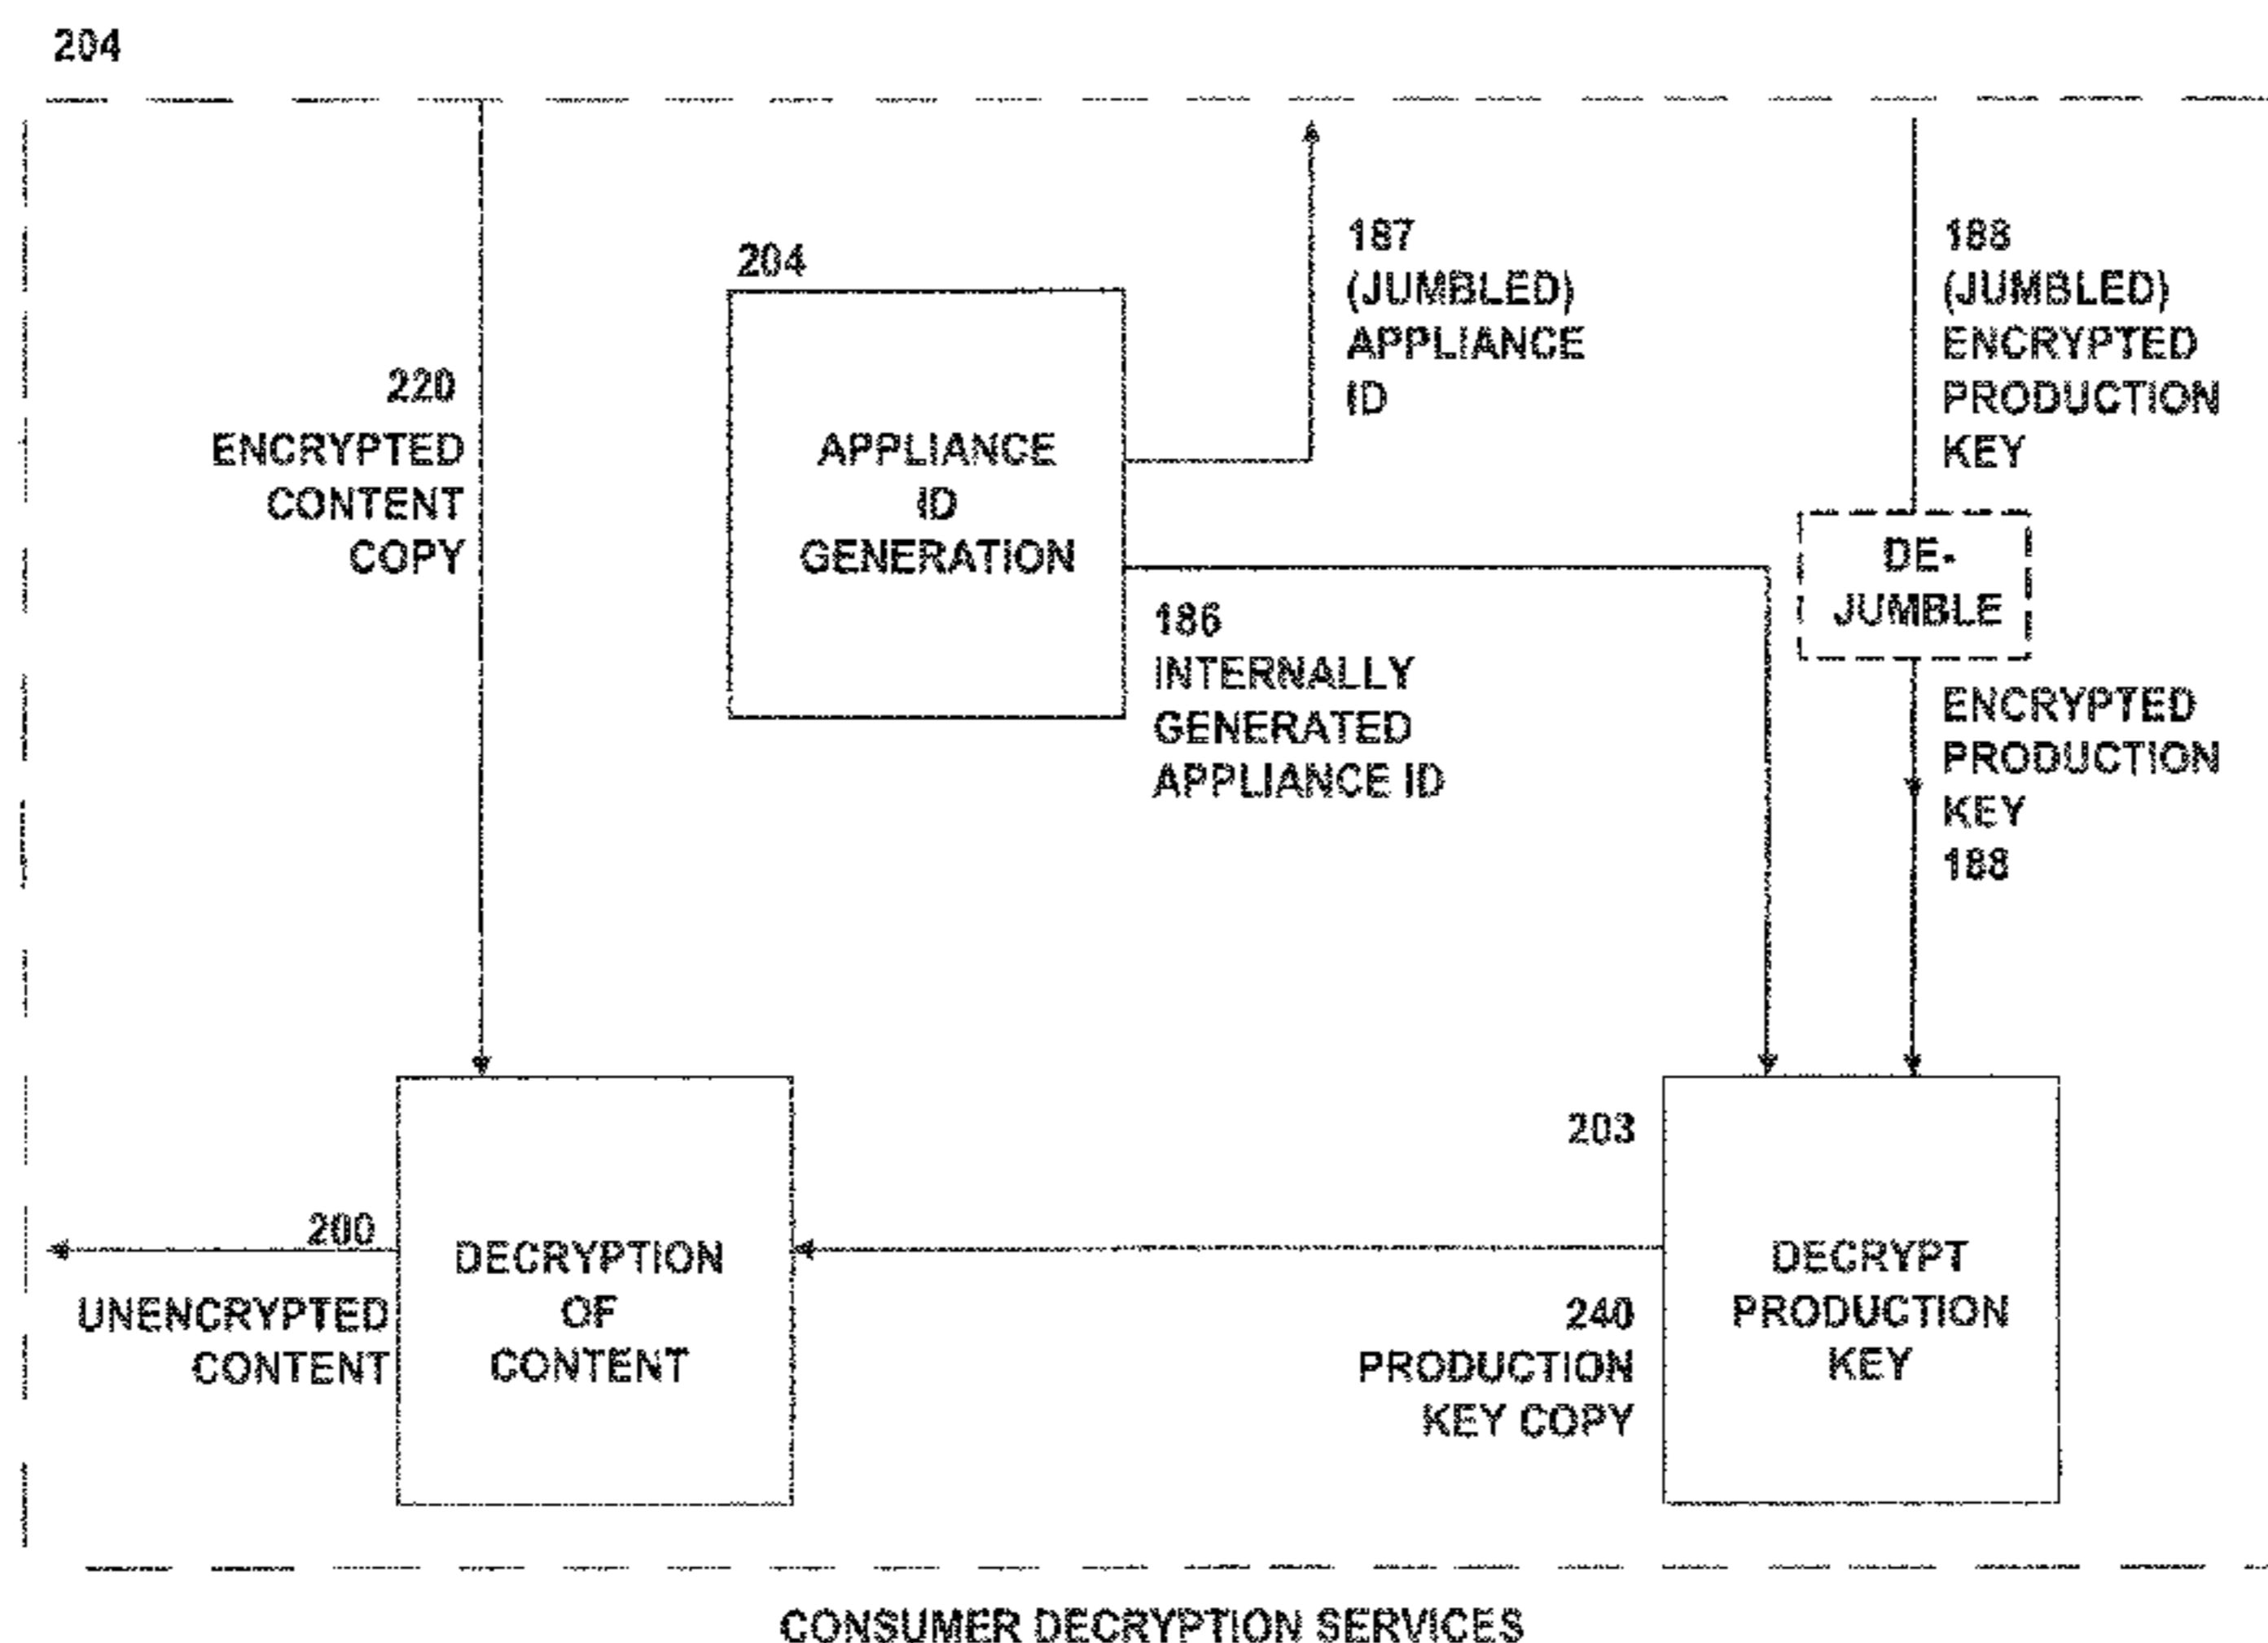 204
220
ENCRYPTED
CONTENT
COPY
204
APPLIANCE
ID
GENERATION
187
(JUMBLED)
APPLIANCE
ID
188
(JUMBLED)
ENCRYPTED
PRODUCTION
KEY
DE-
JUMBLE
186
INTERNALLY
GENERATED
APPLIANCE ID
ENCRYPTED
PRODUCTION
KEY
188
200
UNENCRYPTED
CONTENT
DECRYPTION
OF
CONTENT
203
240
PRODUCTION
KEY COPY
DECRYPT
PRODUCTION
KEY
CONSUMER DECRYPTION SERVICES